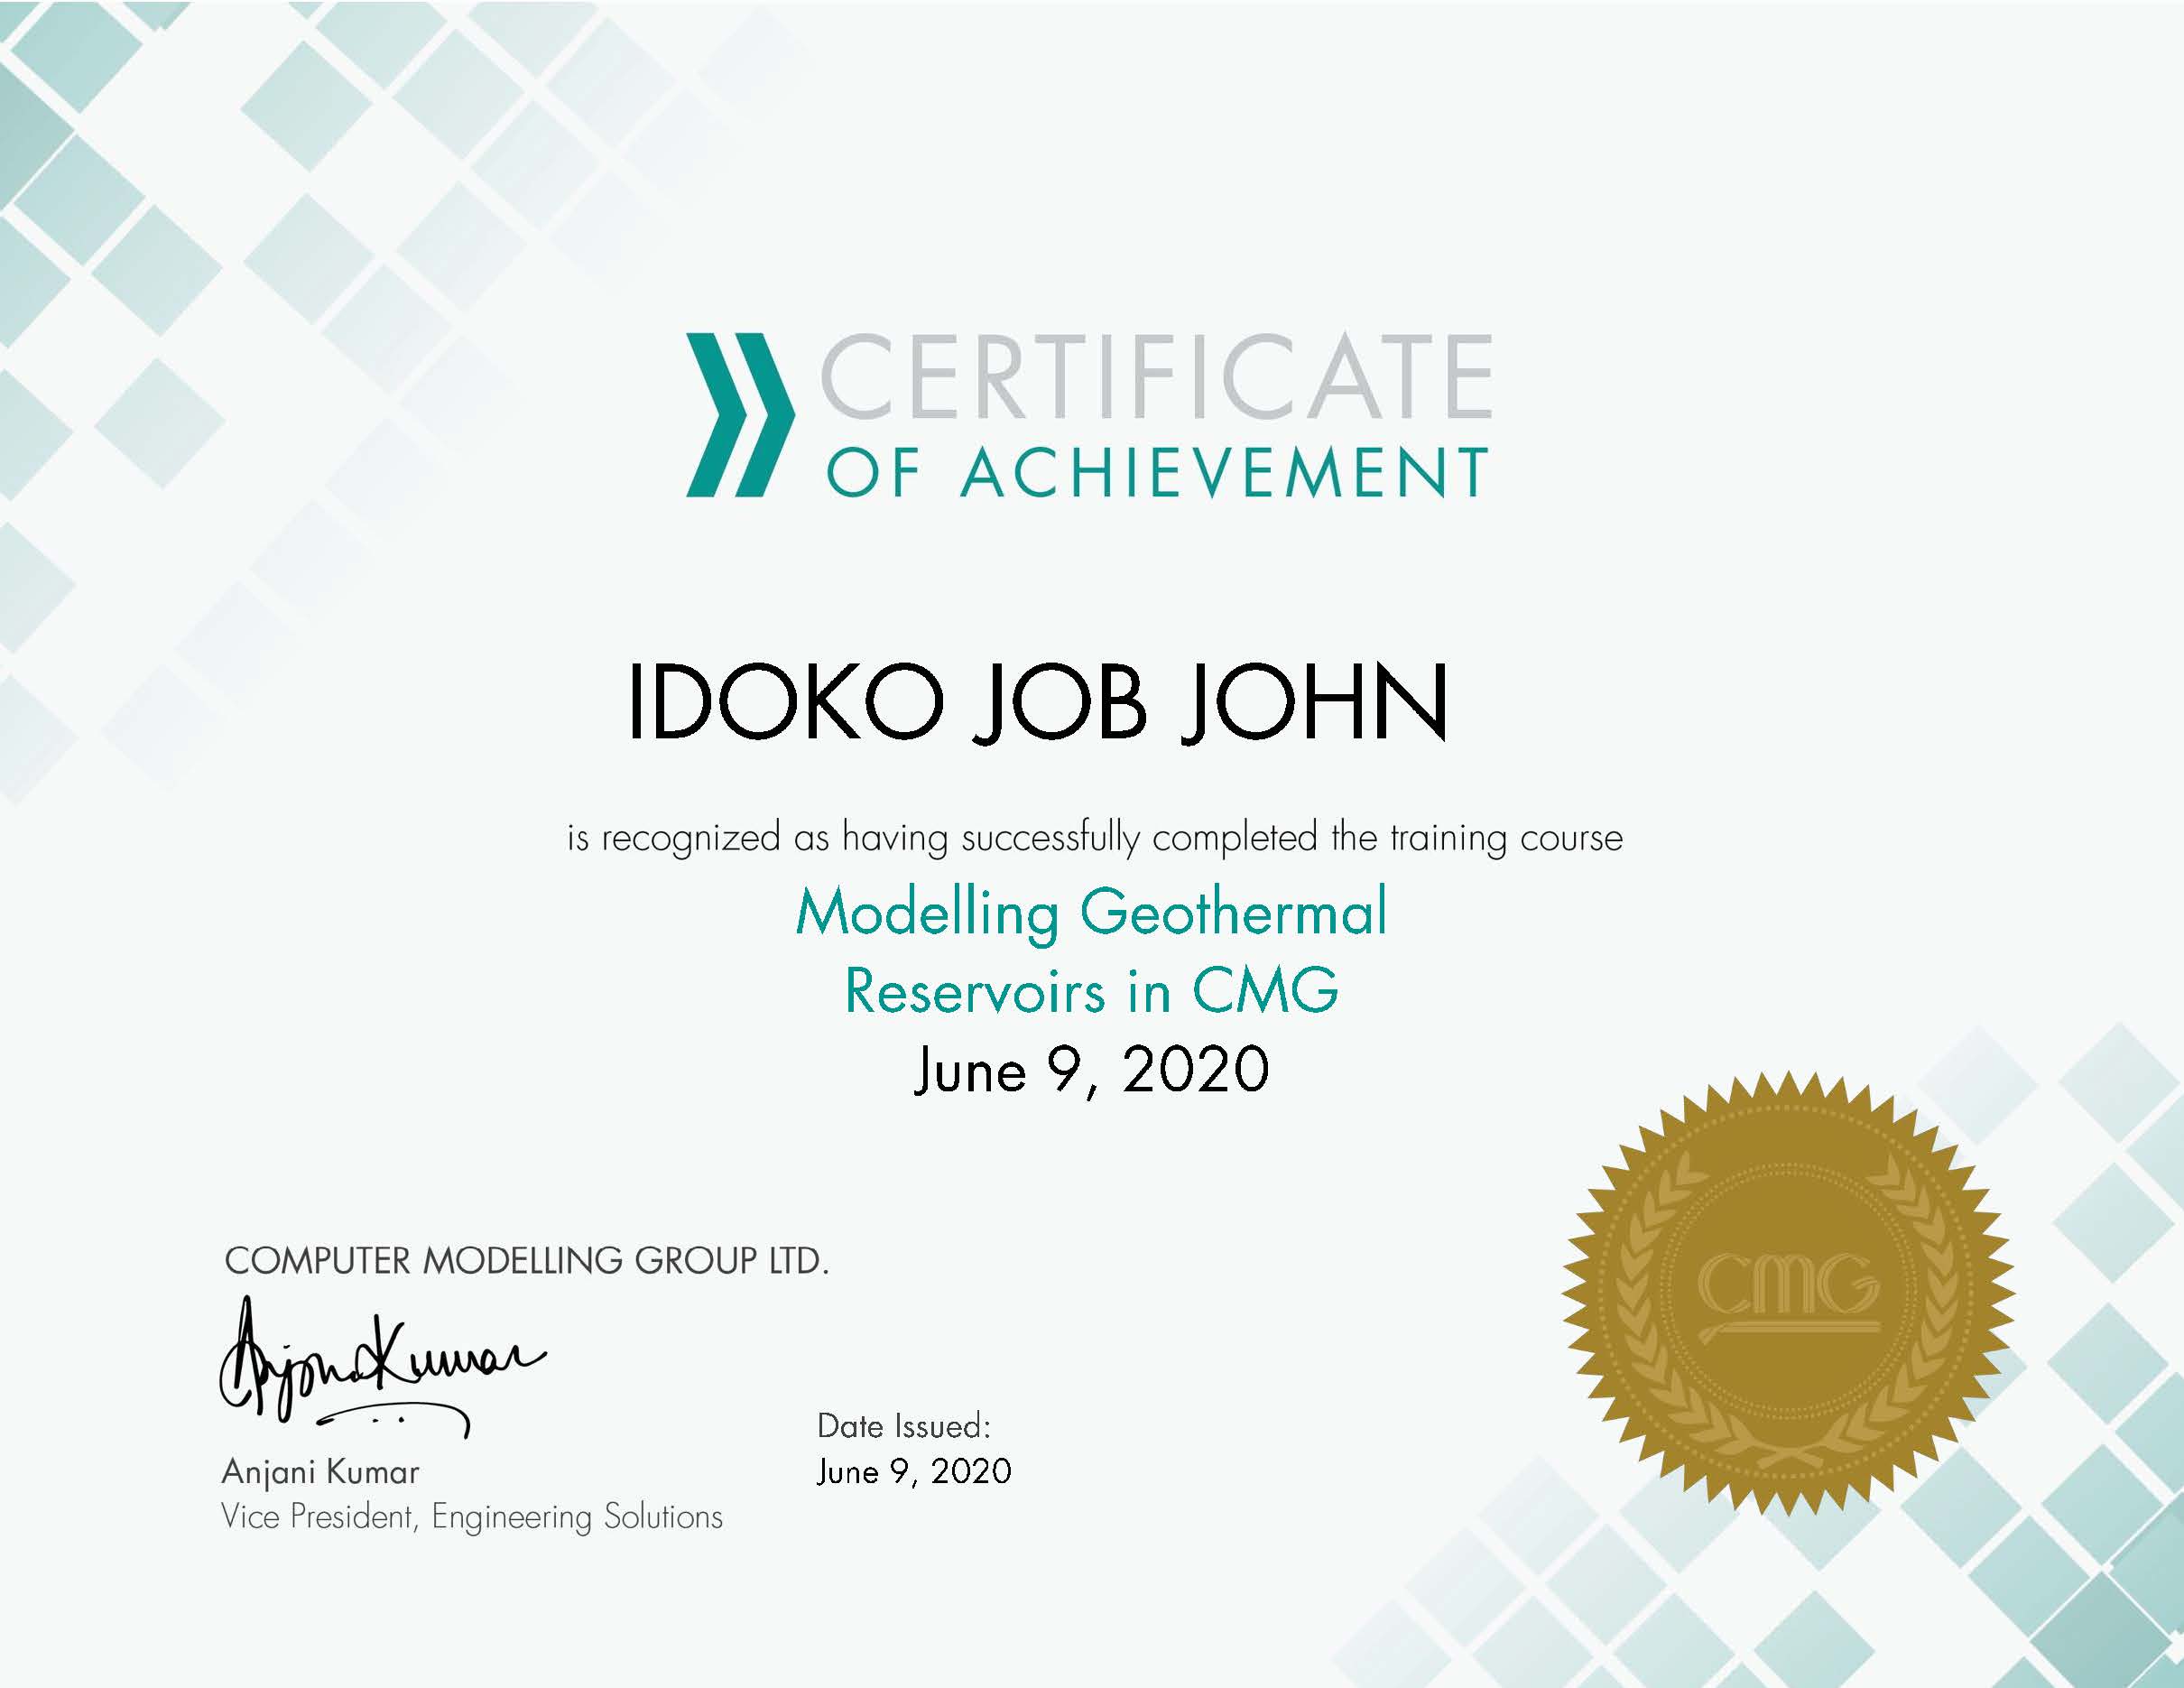 CERTIFICATE
OF ACHIEVEMENT
IDOKO JOB JOHN
is recognized as having successfully completed the training course
Modelling Geothermal
Reservoirs in CMG
June 9, 2020
COMPUTER MODELLING GROUP LTD.
Anjani Kumar
Anjani Kumar
Vice President, Engineering Solutions
Date Issued:
June 9, 2020
CMG